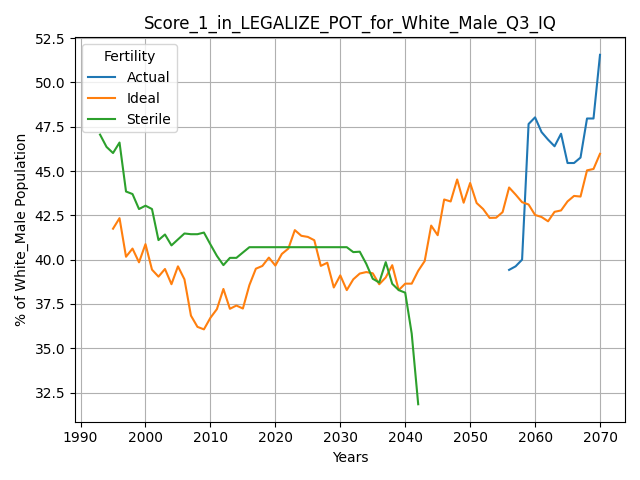 Score_1_in_LEGALIZE_POT_for_White_Male_Q3_IQ
% of White_Male Population
52.5
50.0
47.5
45.0
42.5
40.0
37.5
35.0
32.5
Fertility
Actual
Ideal
Sterile
1990 2000 2010 2020 2030 2040 2050 2060 2070
Years